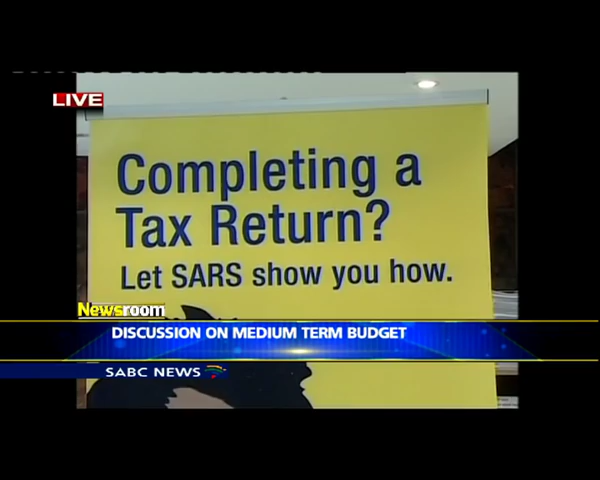 LIVE
Completing a
Tax Return?
Let SARS show you how.
Newsroom
DISCUSSION ON MEDIUM TERM BUDGET
SABC NEWS